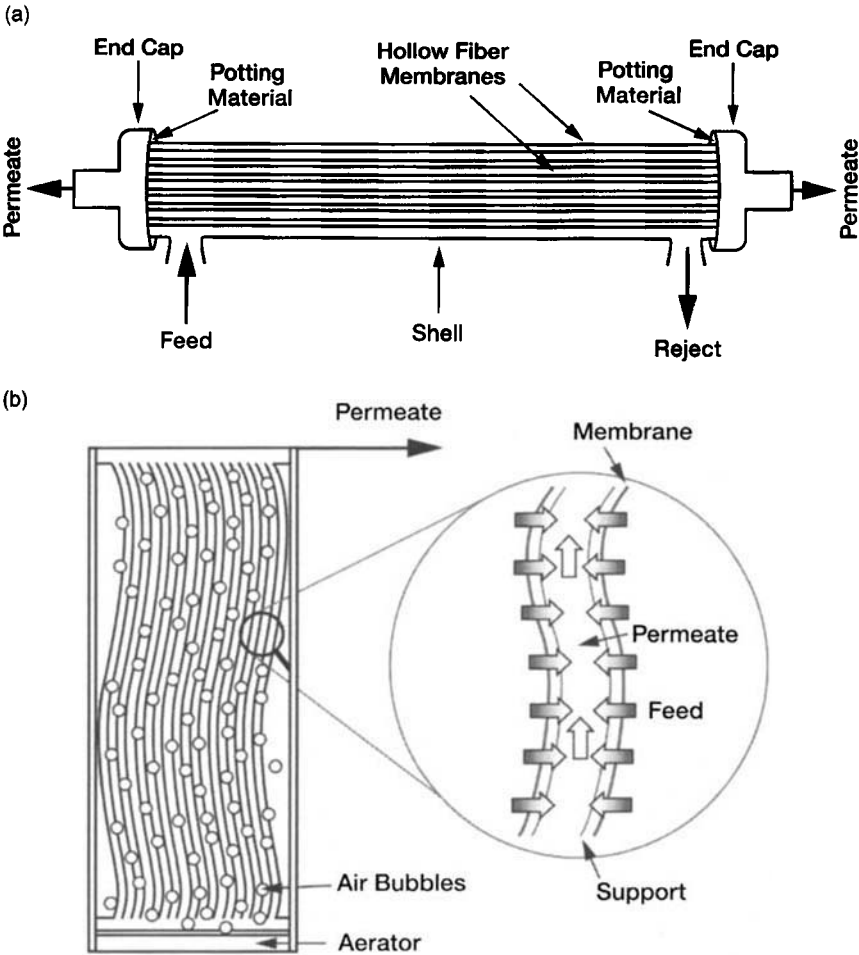 (a)
End Cap
Potting
Material
Hollow Fiber
Membranes
Potting
Material
End Cap
Permeate
Permeate
Feed
Shell
Reject
(b)
Permeate
Membrane
Permeate
Feed
Air Bubbles
Support
Aerator